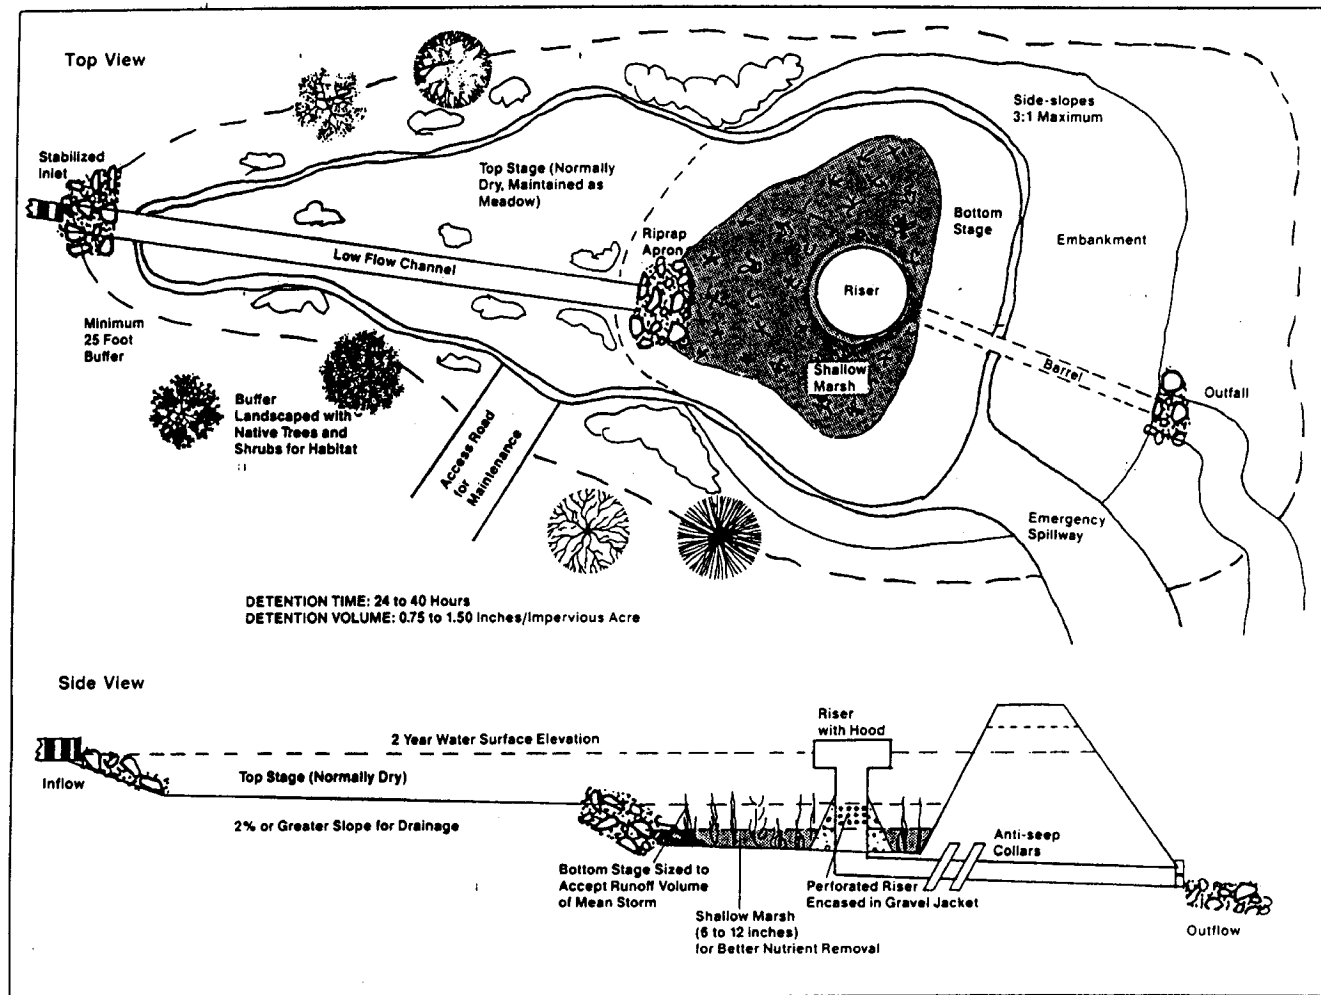 Top View
Stabilized
Inlet
Top Stage (Normally
Dry, Maintained as
Meadow)
Side-slopes
3:1 Maximum
Riprap
Apron
Bottom
Stage
Embankment
Low Flow Channel
Riser
Minimum
25 Foot
Buffer
Shallow
Marsh
Barrel
Outfall
Buffer
Landscaped with
Native Trees and
Shrubs for Habitat
Access Road
for
Maintenance
Emergency
Spillway
DETENTION TIME: 24 to 40 Hours
DETENTION VOLUME: 0.75 to 1.50 Inches/Impervious Acre
Side View
Riser
with Hood
2 Year Water Surface Elevation
Inflow
Top Stage (Normally Dry)
2% or Greater Slope for Drainage
Anti-seep
Collars
Bottom Stage Sized to
Accept Runoff Volume
of Mean Storm
Perforated Riser
Encased in Gravel Jacket
Shallow Marsh
(6 to 12 inches)
for Better Nutrient Removal
Outflow